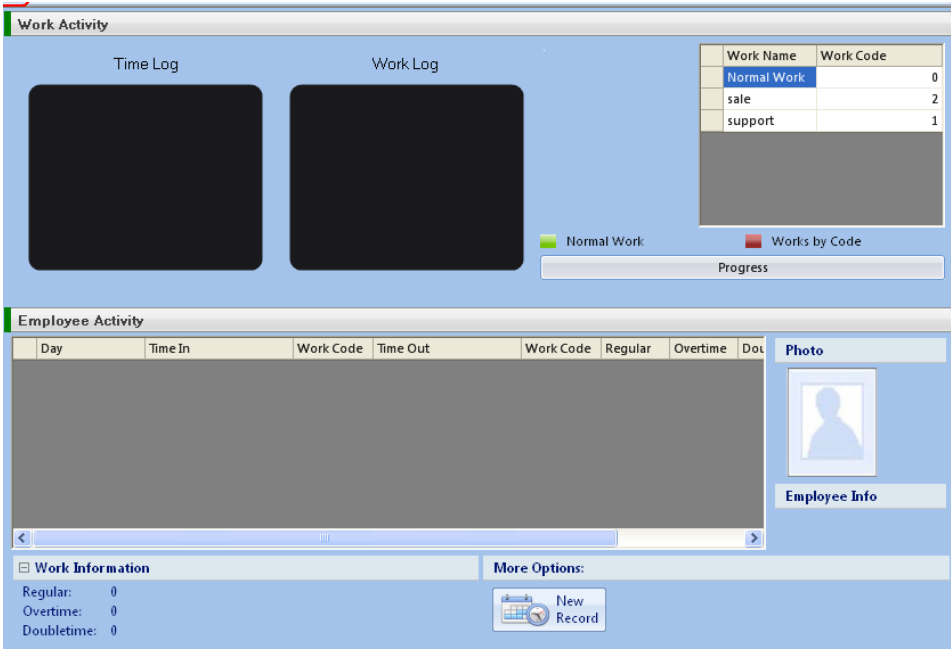 Work Activity
Time Log
Work Log
Work Name Work Code
Normal Work 0
sale 2
support 1
Normal Work
Works by Code
Progress
Employee Activity
Day Time In Work Code Time Out Work Code Regular Overtime Dou
Photo
Employee Info
Work Information
Regular: 0
Overtime: 0
Doubletime: 0
More Options:
New
Record